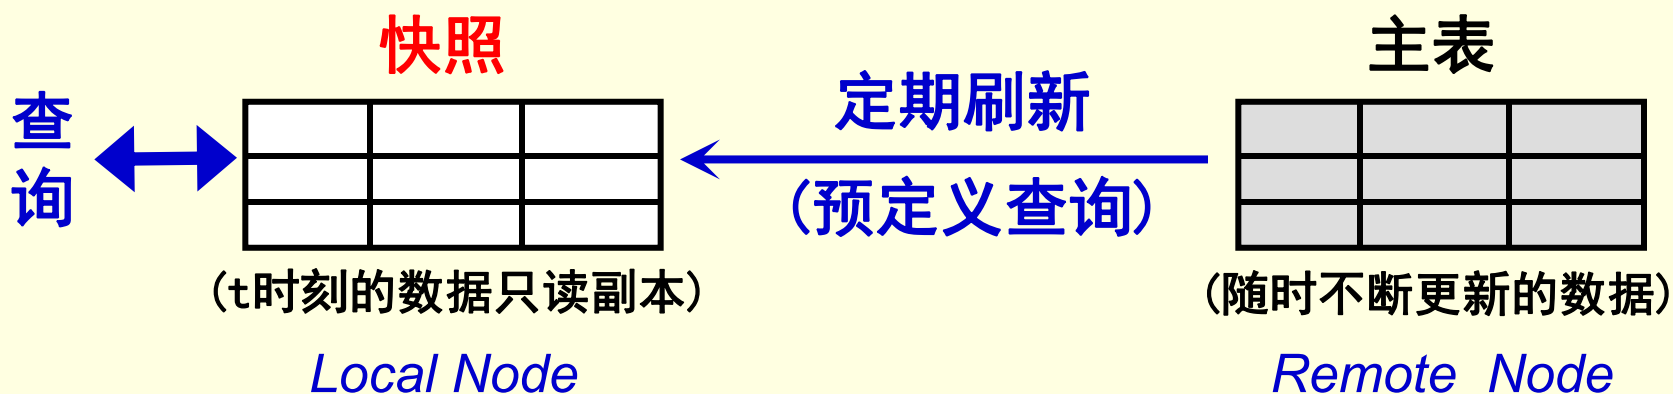 快照
主表
查询
定期刷新
(预定义查询)
(t时刻的数据只读副本)
(随时不断更新的数据)
Local Node
Remote Node